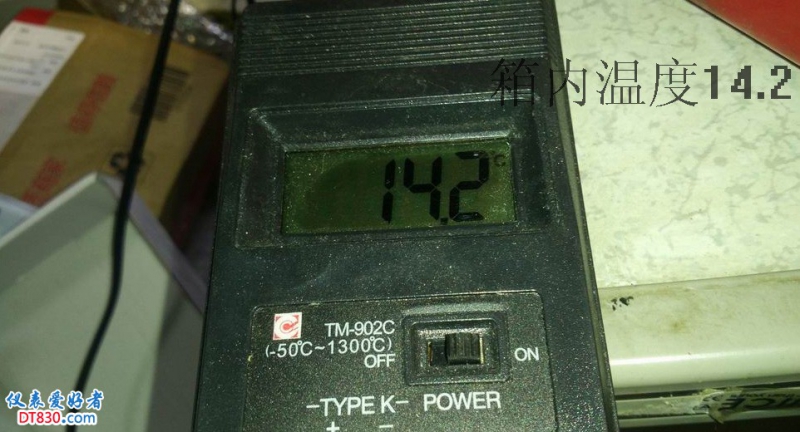 箱内温度14.2
14.2
°C
TM-902C
(-50℃~1300℃)
OFF
ON
-TYPE K-
POWER
+ -
仪表爱好者
DT830.com